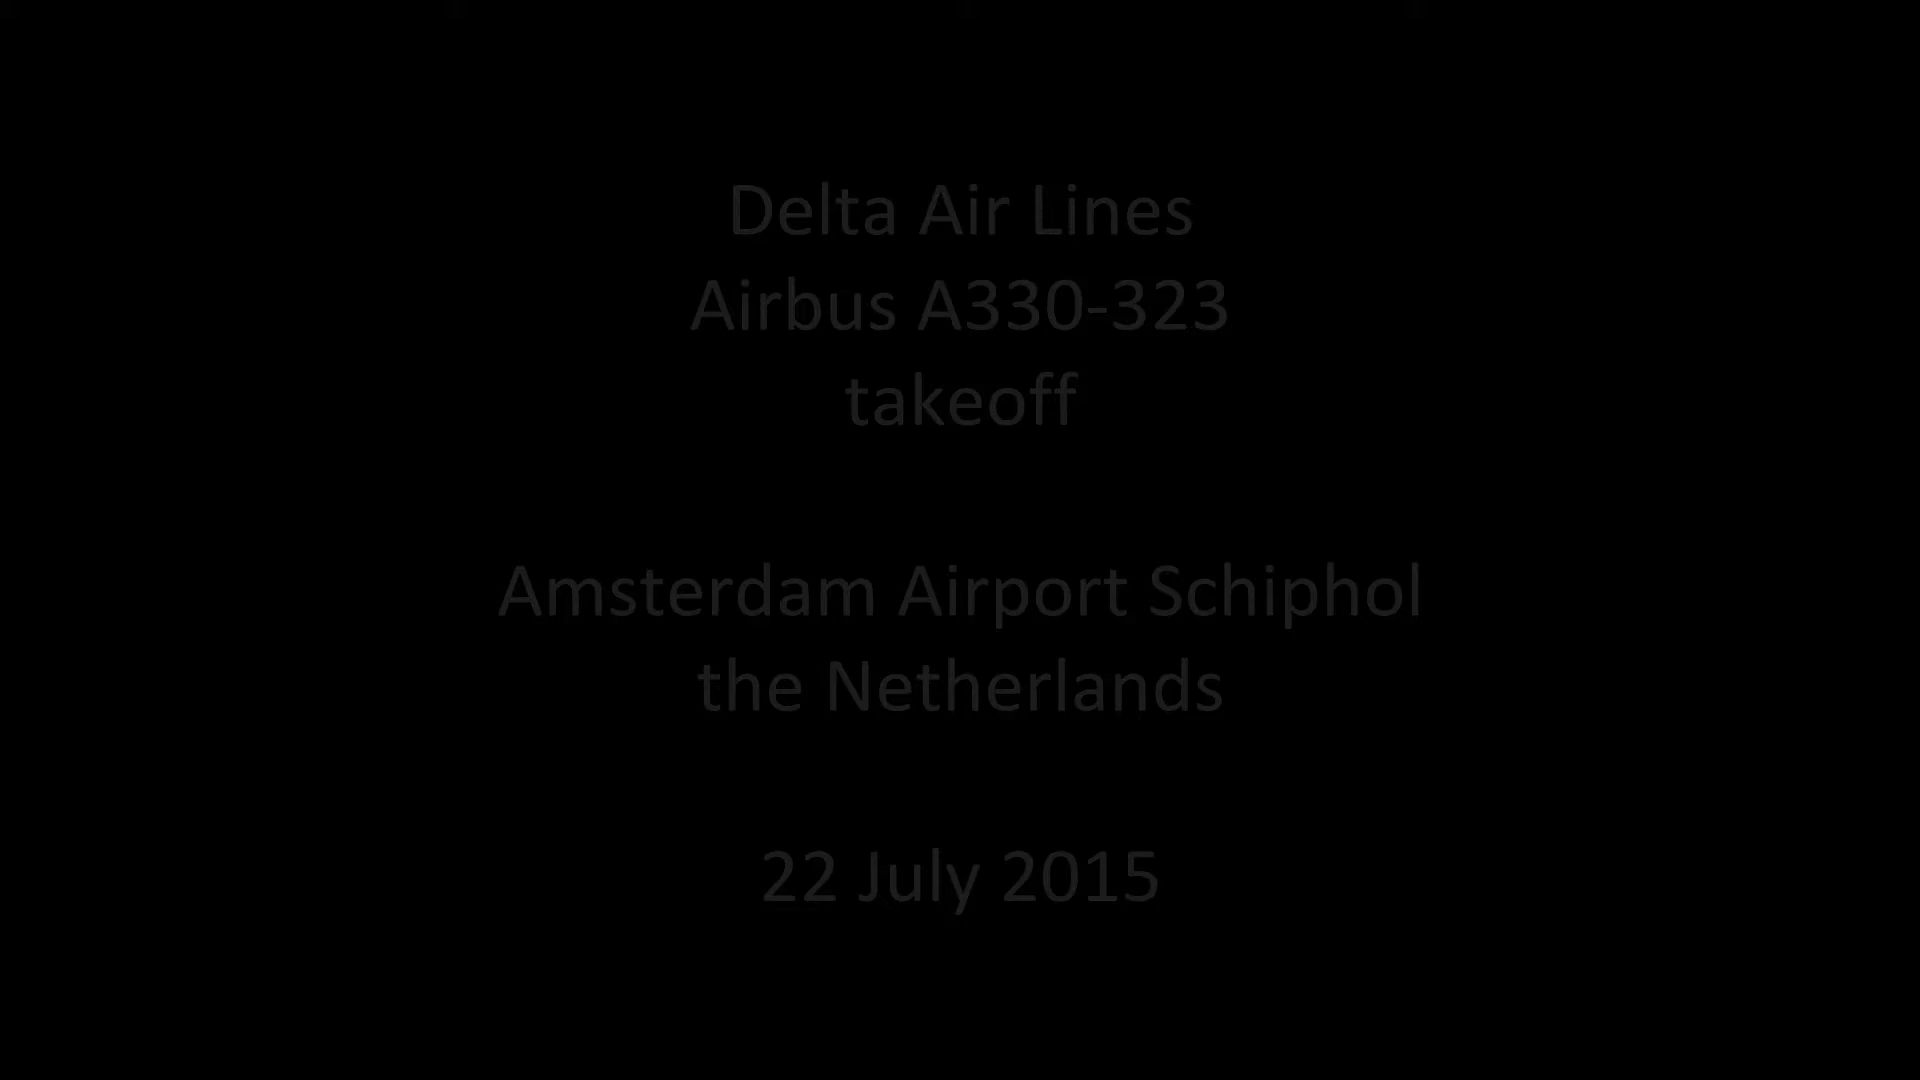 Delta Air Lines
Airbus A330-323
takeoff
Amsterdam Airport Schiphol
the Netherlands
22 July 2015